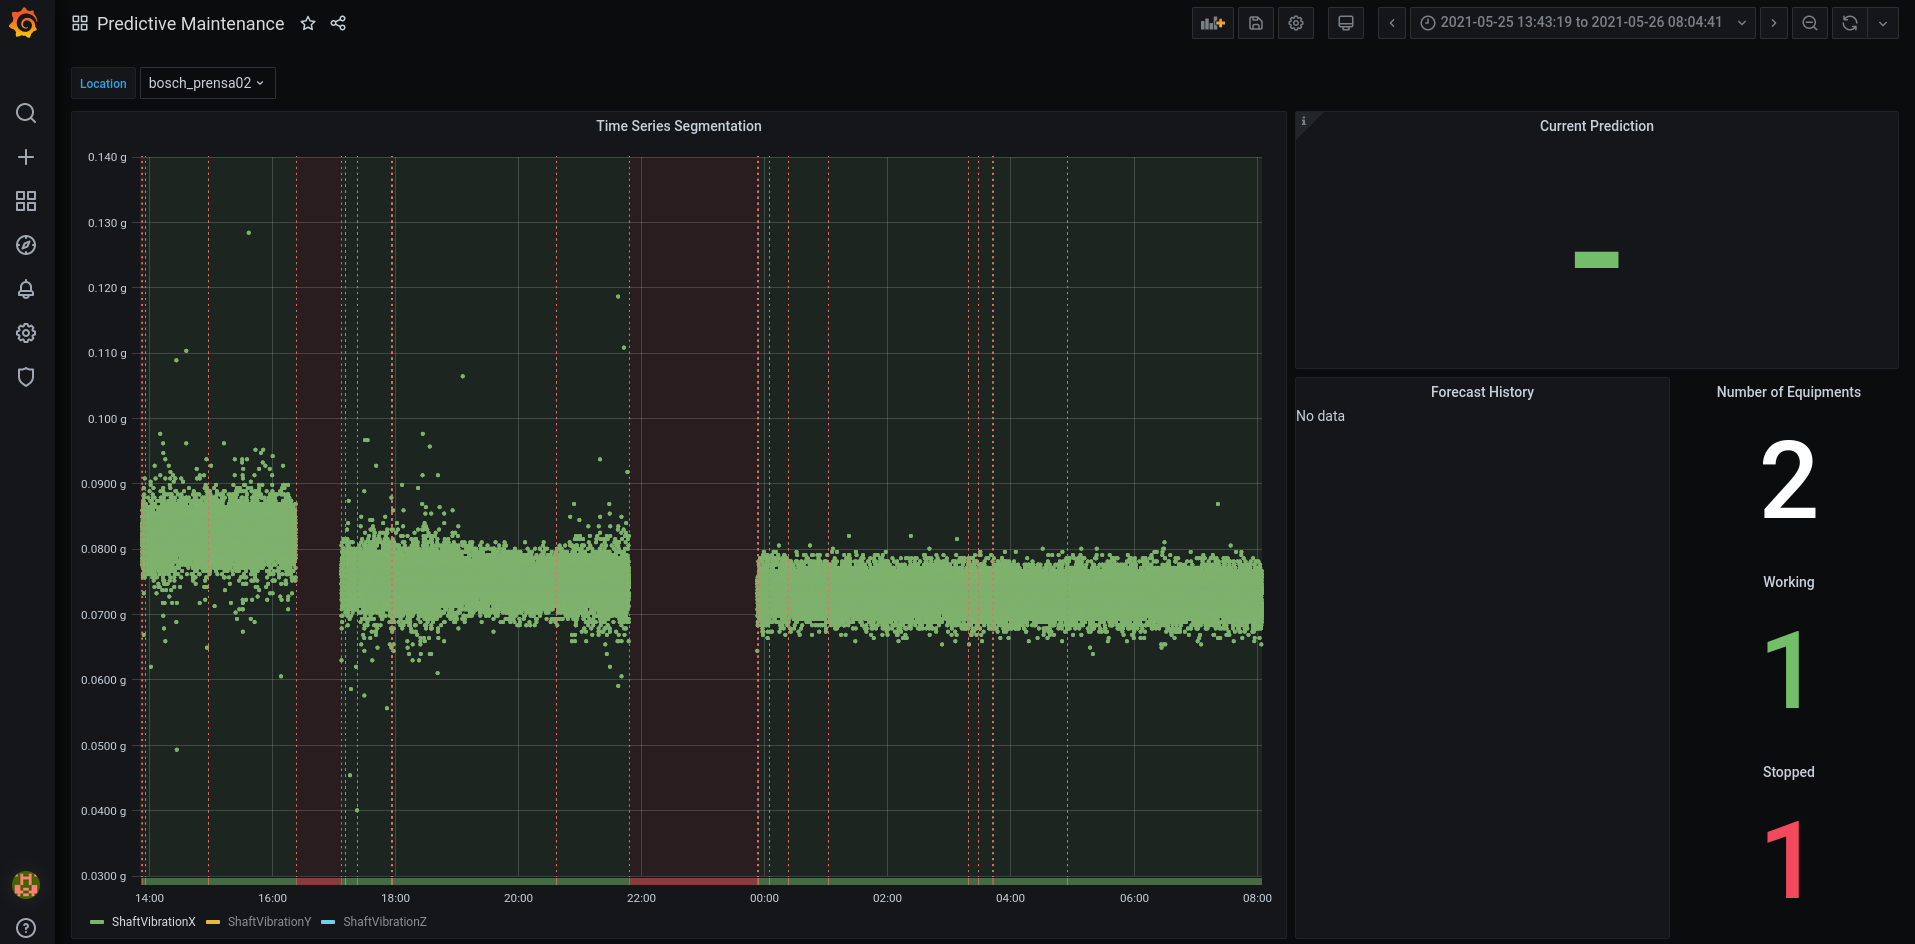 Predictive Maintenance
2021-05-25 13:43:19 to 2021-05-26 08:04:41
Location bosch_prensa02
Time Series Segmentation
0.140 g
0.130 g
0.120 g
0.110 g
0.100 g
0.0900 g
0.0800 g
0.0700 g
0.0600 g
0.0500 g
0.0400 g
0.0300 g
14:00 16:00 18:00 20:00 22:00 00:00 02:00 04:00 06:00 08:00
ShaftVibrationX ShaftVibrationY ShaftVibrationZ
i
Current Prediction
Forecast History
No data
Number of Equipments
2
Working
1
Stopped
1